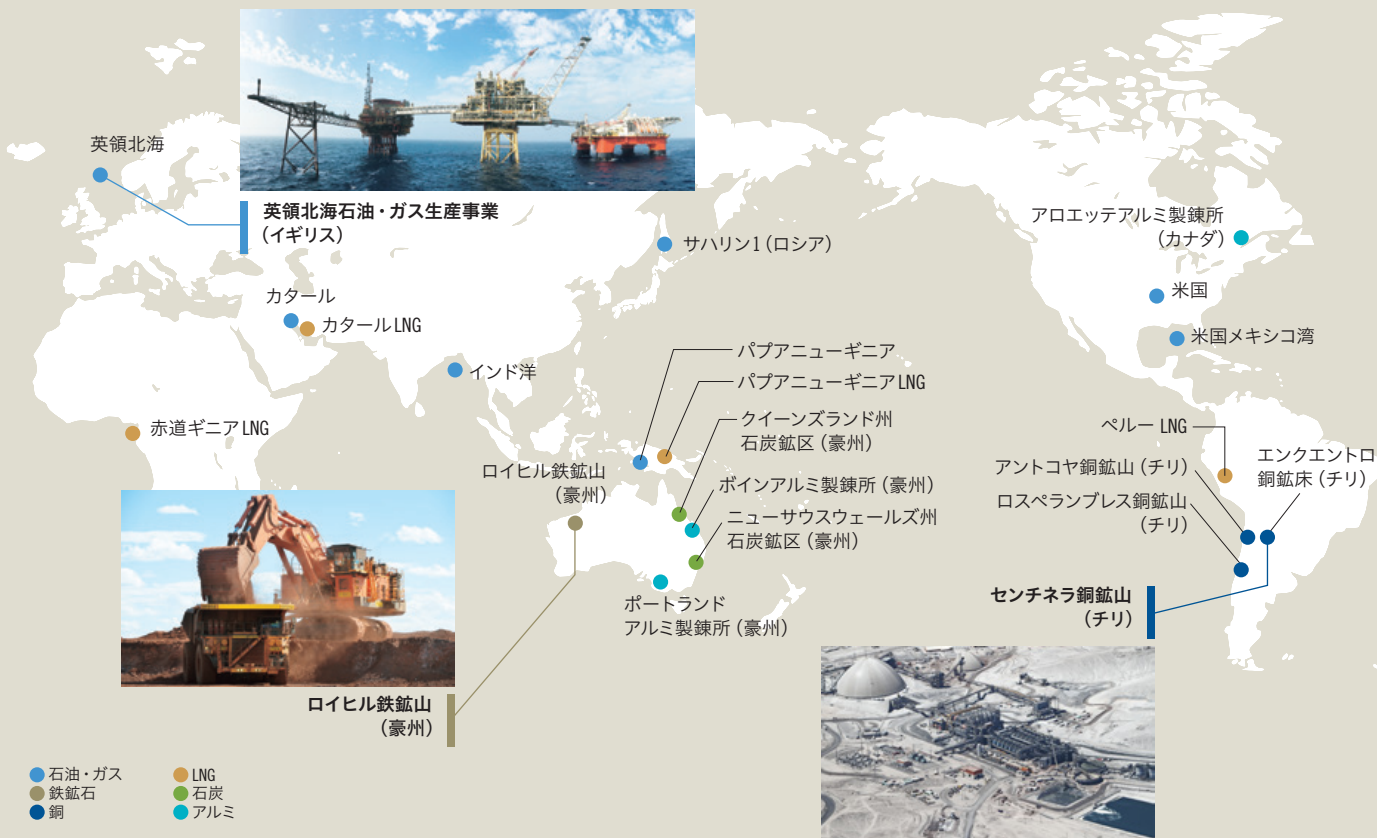 英領北海
英領北海石油・ガス生産事業
(イギリス)
サハリン1(ロシア)
アロエッテアルミ製錬所
(カナダ)
米国
米国メキシコ湾
カタール
カタールLNG
インド洋
赤道ギニアLNG
パプアニューギニア
パプアニューギニアLNG
クイーンズランド州
石炭鉱区(豪州)
ロイヒル鉄鉱山
(豪州)
ボインアルミ製錬所(豪州)
ニューサウスウェールズ州
石炭鉱区(豪州)
ポートランド
アルミ製錬所(豪州)
ペルー LNG
アントコヤ銅鉱山(チリ)
ロスペランブレス銅鉱山
(チリ)
エンクエントロ
銅鉱床(チリ)
センチネラ銅鉱山
(チリ)
ロイヒル鉄鉱山
(豪州)
石油・ガス
鉄鉱石
銅
LNG
石炭
アルミ